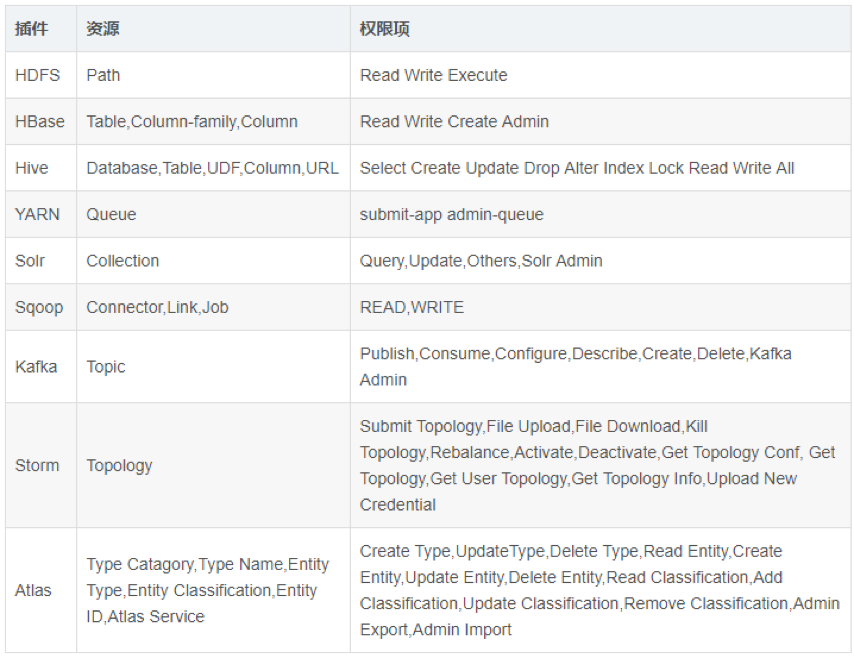 插件 资源 权限项
HDFS Path Read Write Execute
HBase Table,Column-family,Column Read Write Create Admin
Hive Database,Table,UDF,Column,URL Select Create Update Drop Alter Index Lock Read Write All
YARN Queue submit-app admin-queue
Solr Collection Query,Update,Others,Solr Admin
Sqoop Connector,Link,Job READ,WRITE
Kafka Topic Publish,Consume,Configure,Describe,Create,Delete,Kafka
Admin
Storm Topology Submit Topology,File Upload,File Download,Kill
Topology,Rebalance,Activate,Deactivate,Get Topology Conf, Get
Topology,Get User Topology,Get Topology Info,Upload New
Credential
Atlas Type Catagory,Type Name,Entity
Type,Entity Classification,Entity
ID,Atlas Service
Create Type,UpdateType,Delete Type,Read Entity,Create
Entity,Update Entity,Delete Entity,Read Classification,Add
Classification,Update Classification,Remove Classification,Admin
Export,Admin Import